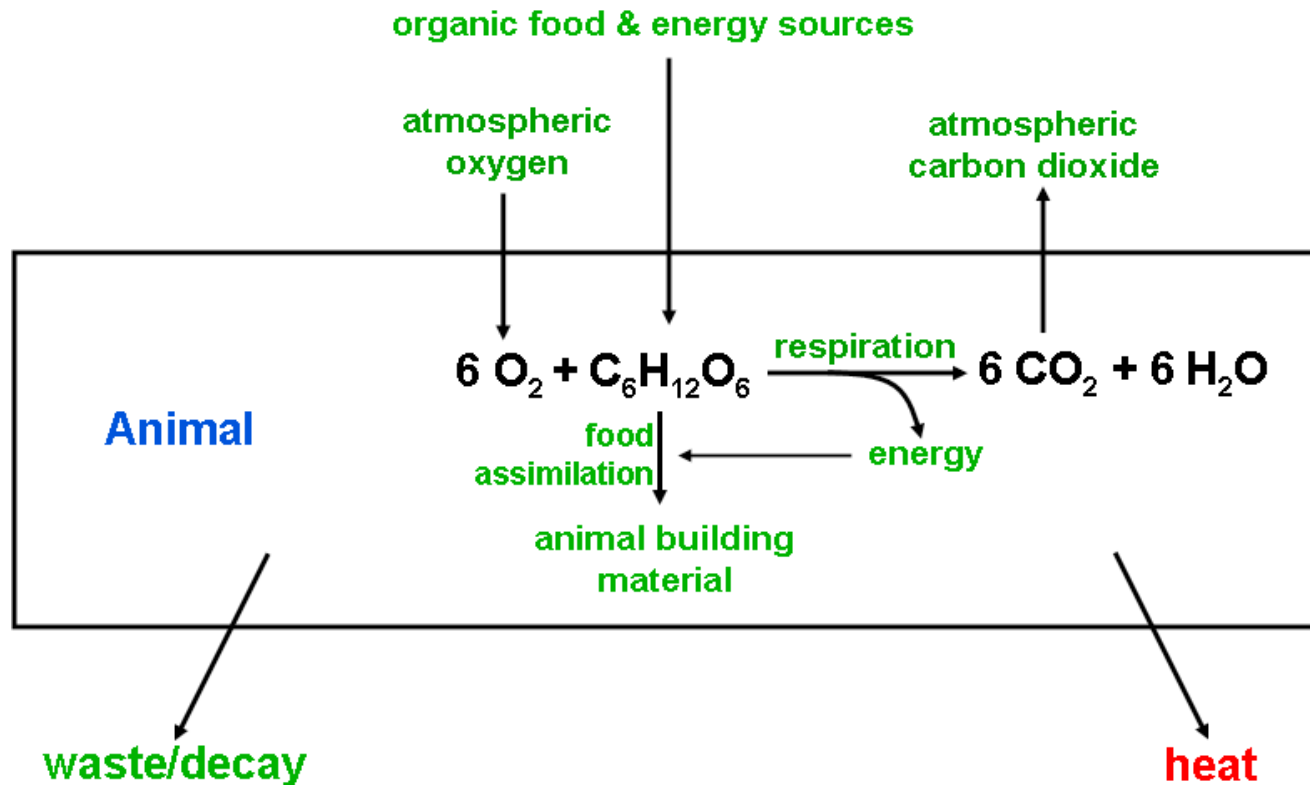 organic food & energy sources
atmospheric
oxygen
atmospheric
carbon dioxide
respiration
6 O₂ + C₆H₁₂O₆
6 CO₂ + 6 H₂O
Animal
food
assimilation
energy
animal building
material
waste/decay
heat